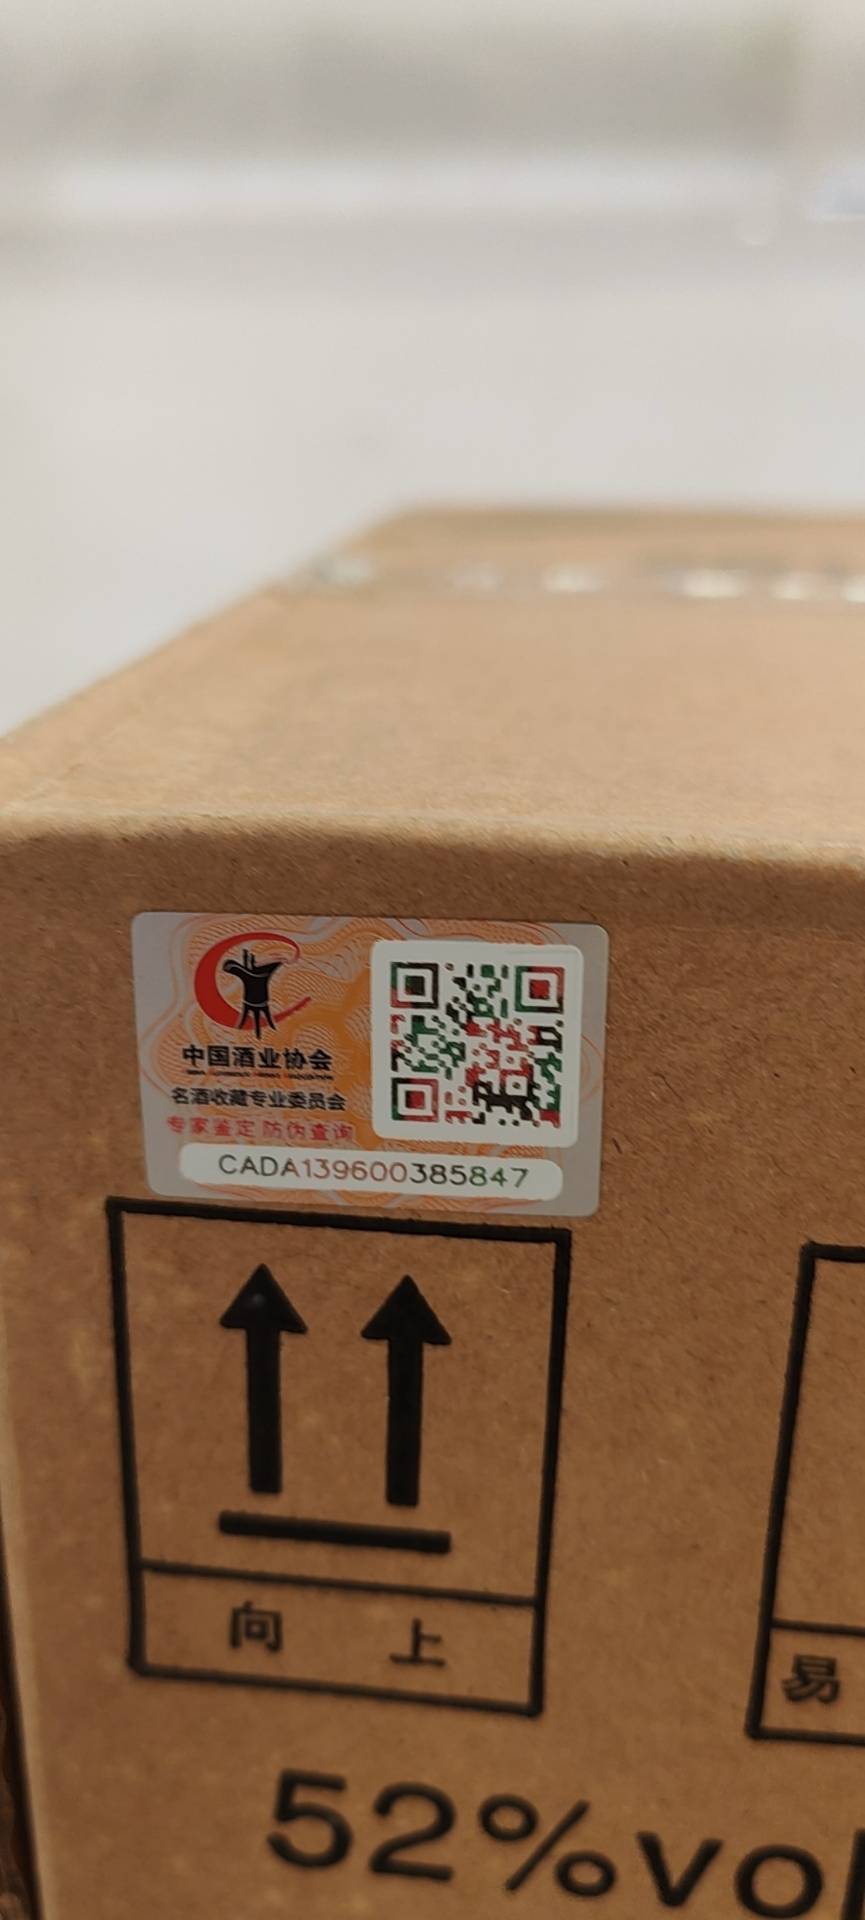 中国酒业协会
名酒收藏专业委员会
专家鉴定 防伪查询
CADA139600385847
向上
易
52%vol